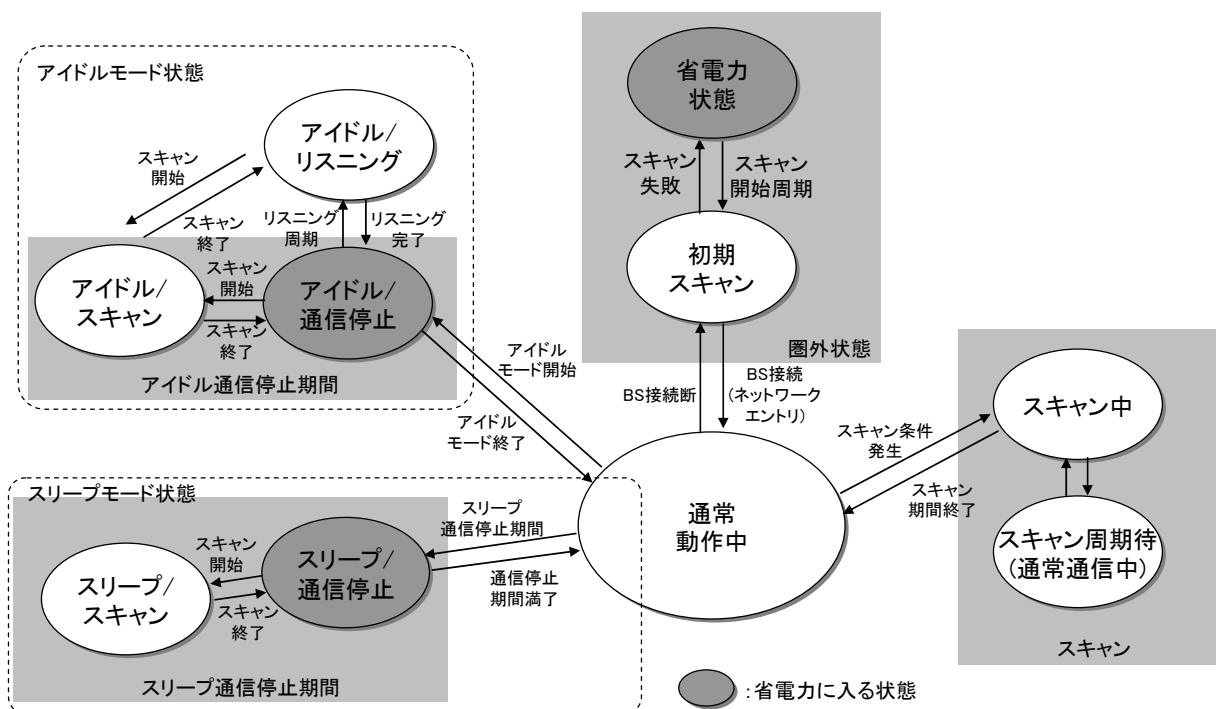 アイドルモード状態
アイドル/
リスニング
スキャン
開始
スキャン
終了
リスニング
周期
リスニング
完了
アイドル/
スキャン
スキャン
開始
スキャン
終了
アイドル/
通信停止
アイドル通信停止期間
アイドル
モード開始
アイドル
モード終了
省電力
状態
スキャン
失敗
スキャン
開始周期
初期
スキャン
圏外状態
BS接続断
BS接続
(ネットワーク
エントリ)
スキャン条件
発生
スキャン
期間終了
スキャン中
スキャン周期待
(通常通信中)
スキャン
通常
動作中
スリープモード状態
スリープ
通信停止期間
通信停止
期間満了
スリープ/
スキャン
スキャン
開始
スキャン
終了
スリープ/
通信停止
スリープ通信停止期間
:省電力に入る状態